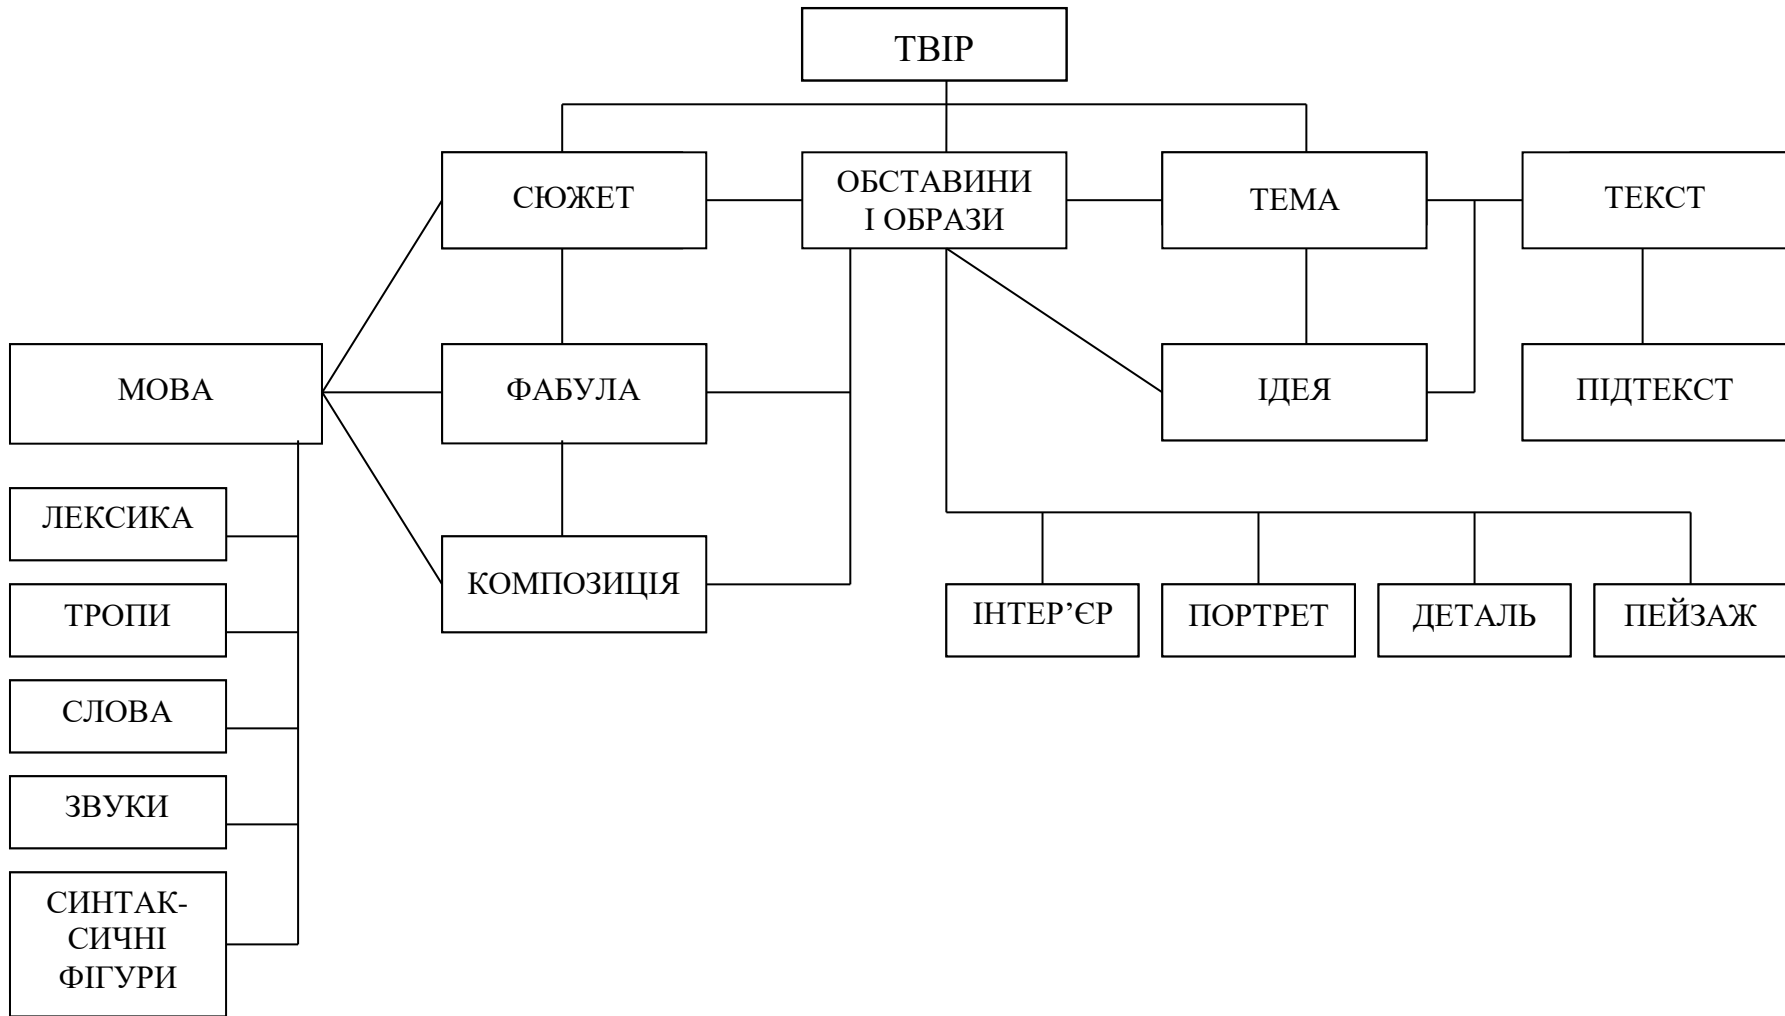 ТВІР
СЮЖЕТ
ОБСТАВИНИ
І ОБРАЗИ
ТЕМА
ТЕКСТ
МОВА
ФАБУЛА
ІДЕЯ
ПІДТЕКСТ
ЛЕКСИКА
КОМПОЗИЦІЯ
ІНТЕР’ЄР
ПОРТРЕТ
ДЕТАЛЬ
ПЕЙЗАЖ
ТРОПИ
СЛОВА
ЗВУКИ
СИНТАК-
СИЧНІ
ФІГУРИ